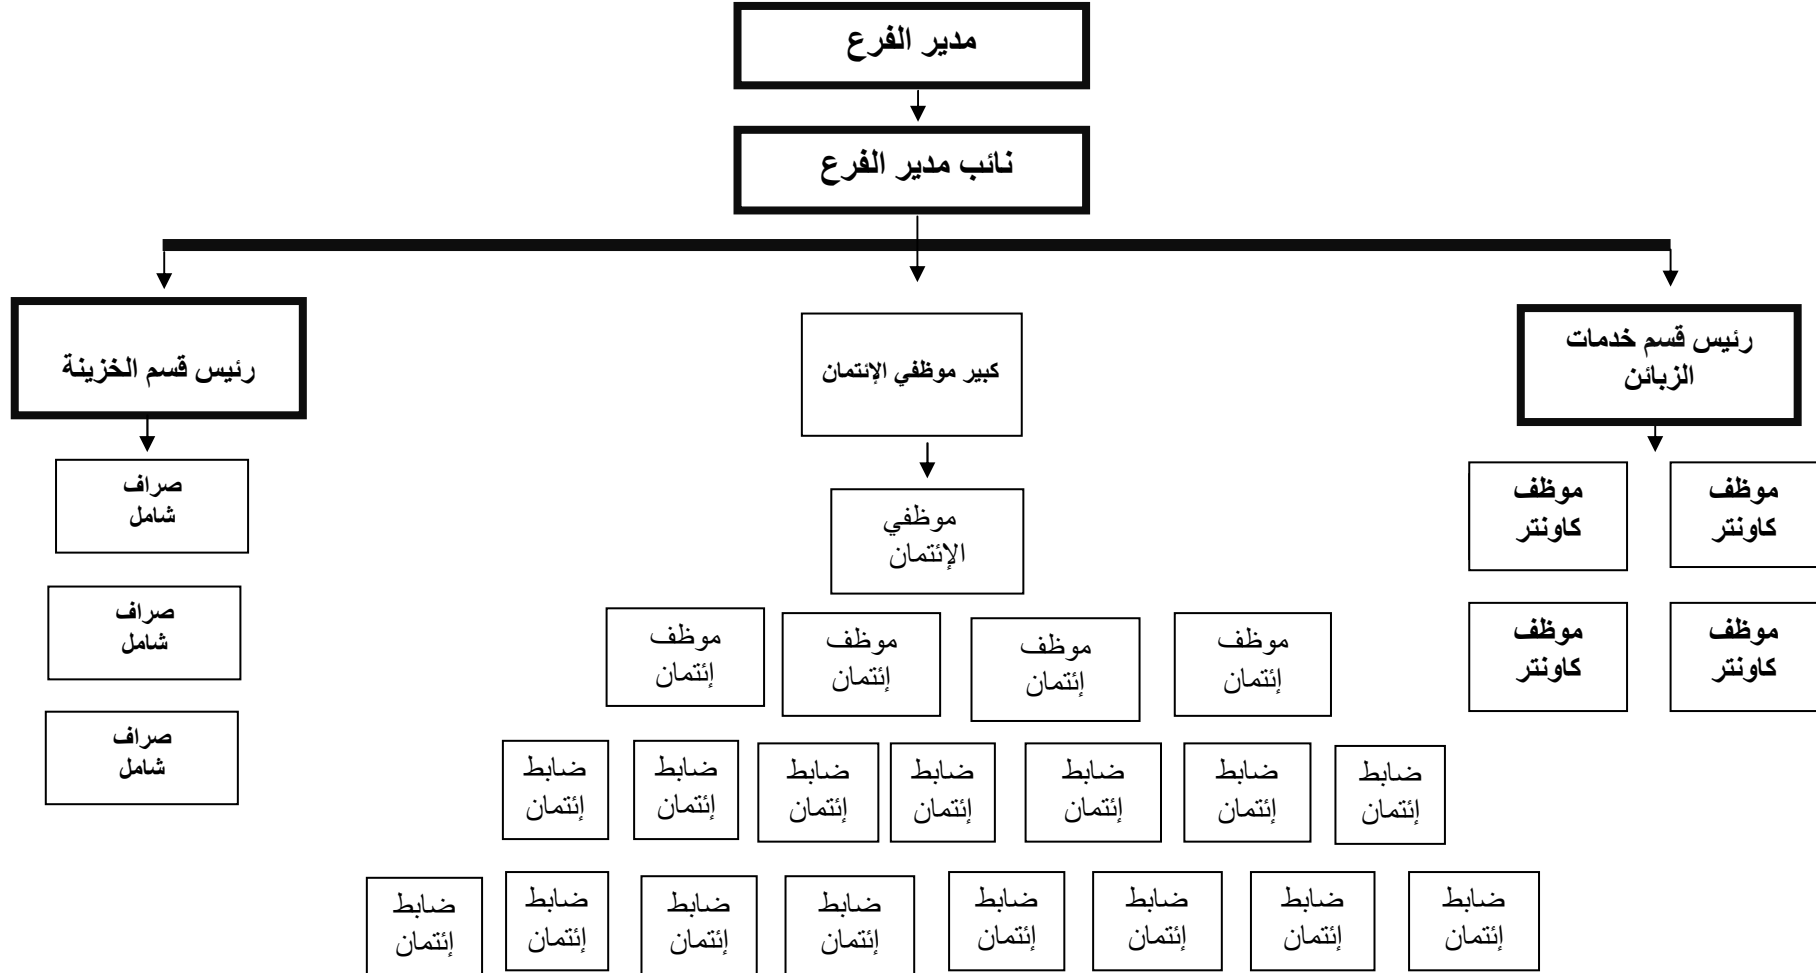 مدير الفرع
نائب مدير الفرع
رئيس قسم خدمات
الزبائن
كبير موظفي الإئتمان
رئيس قسم الخزينة
موظف
كاونتر
موظف
كاونتر
موظف
كاونتر
موظف
كاونتر
موظفي
الإئتمان
موظف
إئتمان
موظف
إئتمان
موظف
إئتمان
موظف
إئتمان
ضابط
إئتمان
ضابط
إئتمان
ضابط
إئتمان
ضابط
إئتمان
ضابط
إئتمان
ضابط
إئتمان
ضابط
إئتمان
ضابط
إئتمان
ضابط
إئتمان
ضابط
إئتمان
ضابط
إئتمان
ضابط
إئتمان
ضابط
إئتمان
ضابط
إئتمان
ضابط
إئتمان
صراف
شامل
صراف
شامل
صراف
شامل